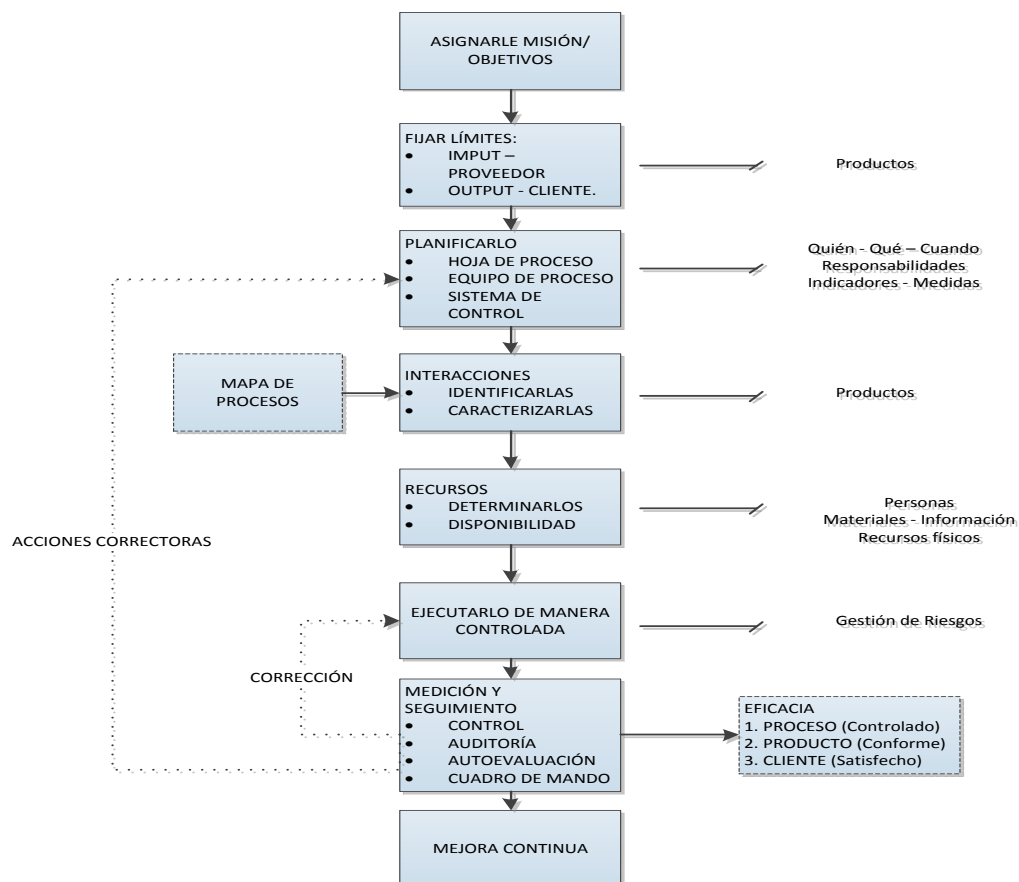 ASIGNARLE MISIÓN/
OBJETIVOS
FIJAR LÍMITES:
• IMPUT –
PROVEEDOR
• OUTPUT - CLIENTE.
Productos
PLANIFICARLO
• HOJA DE PROCESO
• EQUIPO DE PROCESO
• SISTEMA DE
CONTROL
Quién - Qué – Cuando
Responsabilidades
Indicadores - Medidas
MAPA DE
PROCESOS
INTERACCIONES
• IDENTIFICARLAS
• CARACTERIZARLAS
Productos
RECURSOS
• DETERMINARLOS
• DISPONIBILIDAD
Personas
Materiales - Información
Recursos físicos
ACCIONES CORRECTORAS
EJECUTARLO DE MANERA
CONTROLADA
Gestión de Riesgos
CORRECCIÓN
MEDICIÓN Y
SEGUIMIENTO
• CONTROL
• AUDITORÍA
• AUTOEVALUACIÓN
• CUADRO DE MANDO
EFICACIA
1. PROCESO (Controlado)
2. PRODUCTO (Conforme)
3. CLIENTE (Satisfecho)
MEJORA CONTINUA